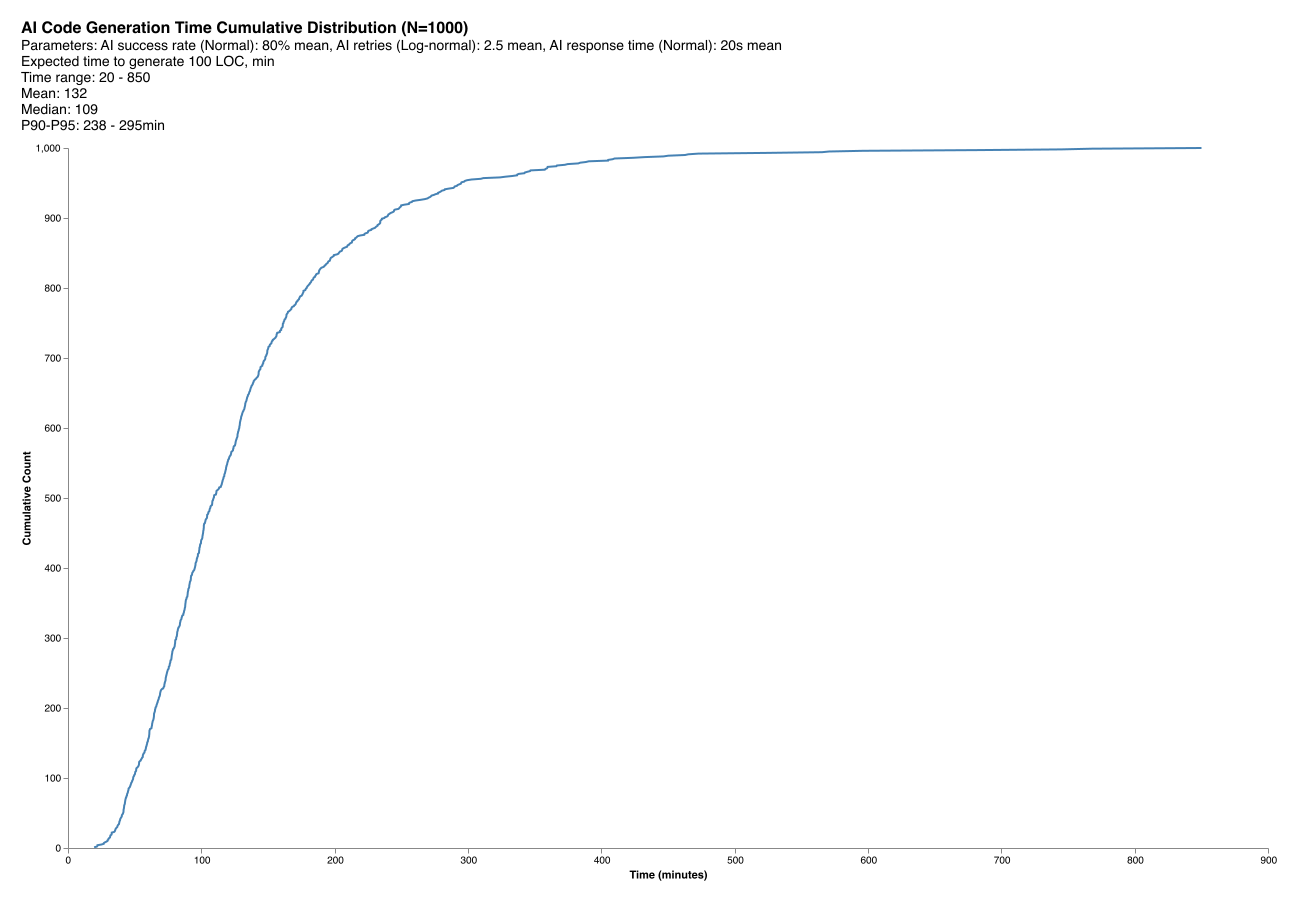 AI Code Generation Time Cumulative Distribution (N=1000)
Parameters: AI success rate (Normal): 80% mean, AI retries (Log-normal): 2.5 mean, AI response time (Normal): 20s mean
Expected time to generate 100 LOC, min
Time range: 20 - 850
Mean: 132
Median: 109
P90-P95: 238 - 295min
1,000
900
800
700
600
500
400
300
200
100
0
Cumulative Count
0 100 200 300 400 500 600 700 800 900
Time (minutes)